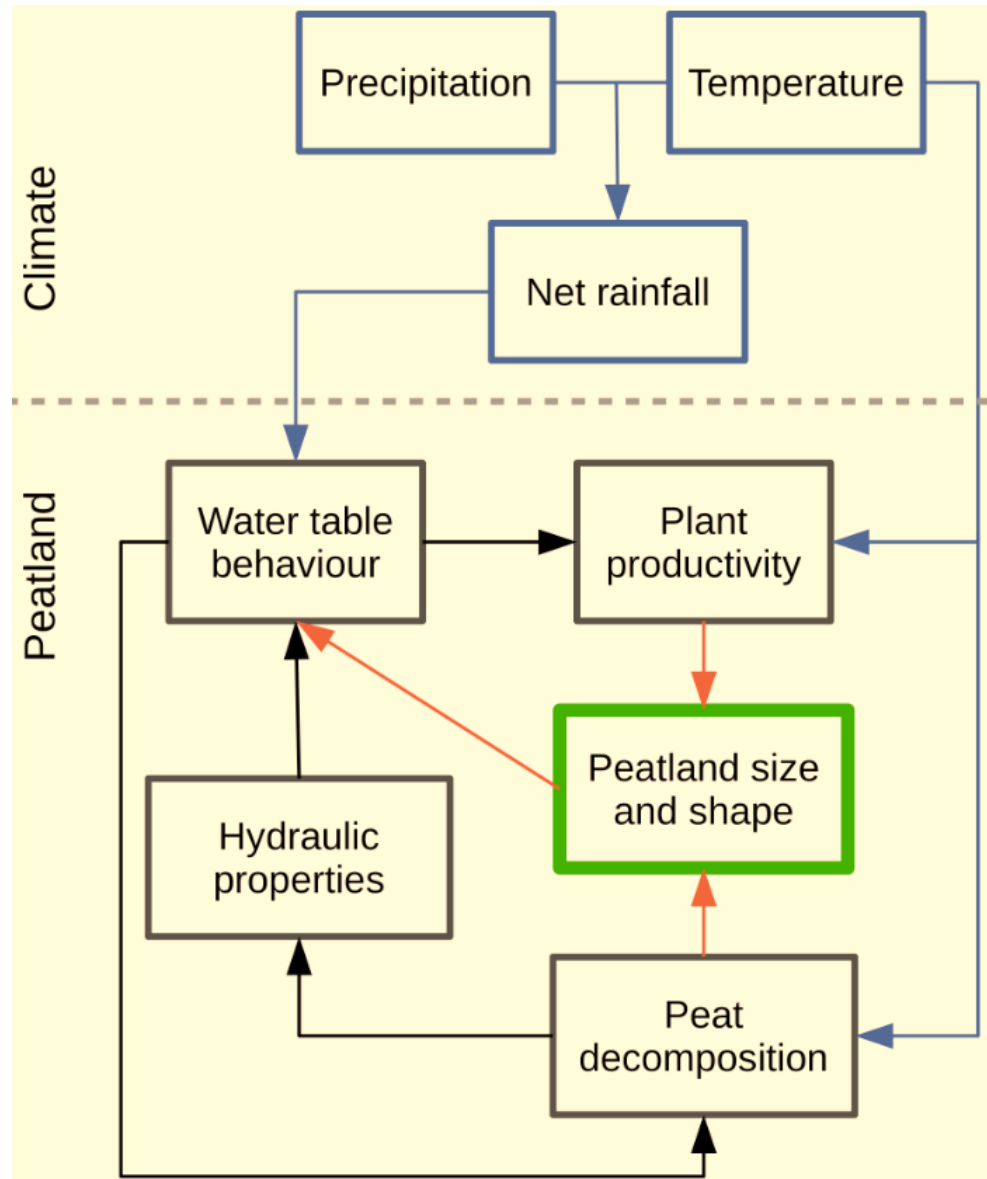 Precipitation
Temperature
Climate
Net rainfall
Peatland
Water table
behaviour
Plant
productivity
Peatland size
and shape
Hydraulic
properties
Peat
decomposition